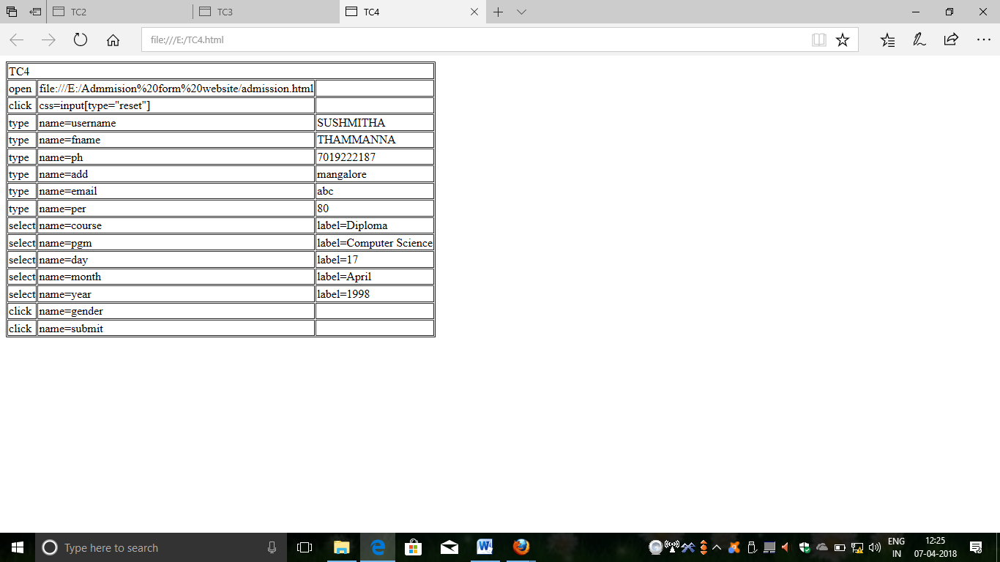 TC2 TC3 TC4
file:///E:/TC4.html
TC4
open file:///E:/Admmision%20form%20website/admission.html
click css=input[type="reset"]
type name=username SUSHMITHA
type name=fname THAMMANNA
type name=ph 7019222187
type name=add mangalore
type name=email abc
type name=per 80
select name=course label=Diploma
select name=pgm label=Computer Science
select name=day label=17
select name=month label=April
select name=year label=1998
click name=gender
click name=submit
Type here to search
ENG 12:25
IN 07-04-2018